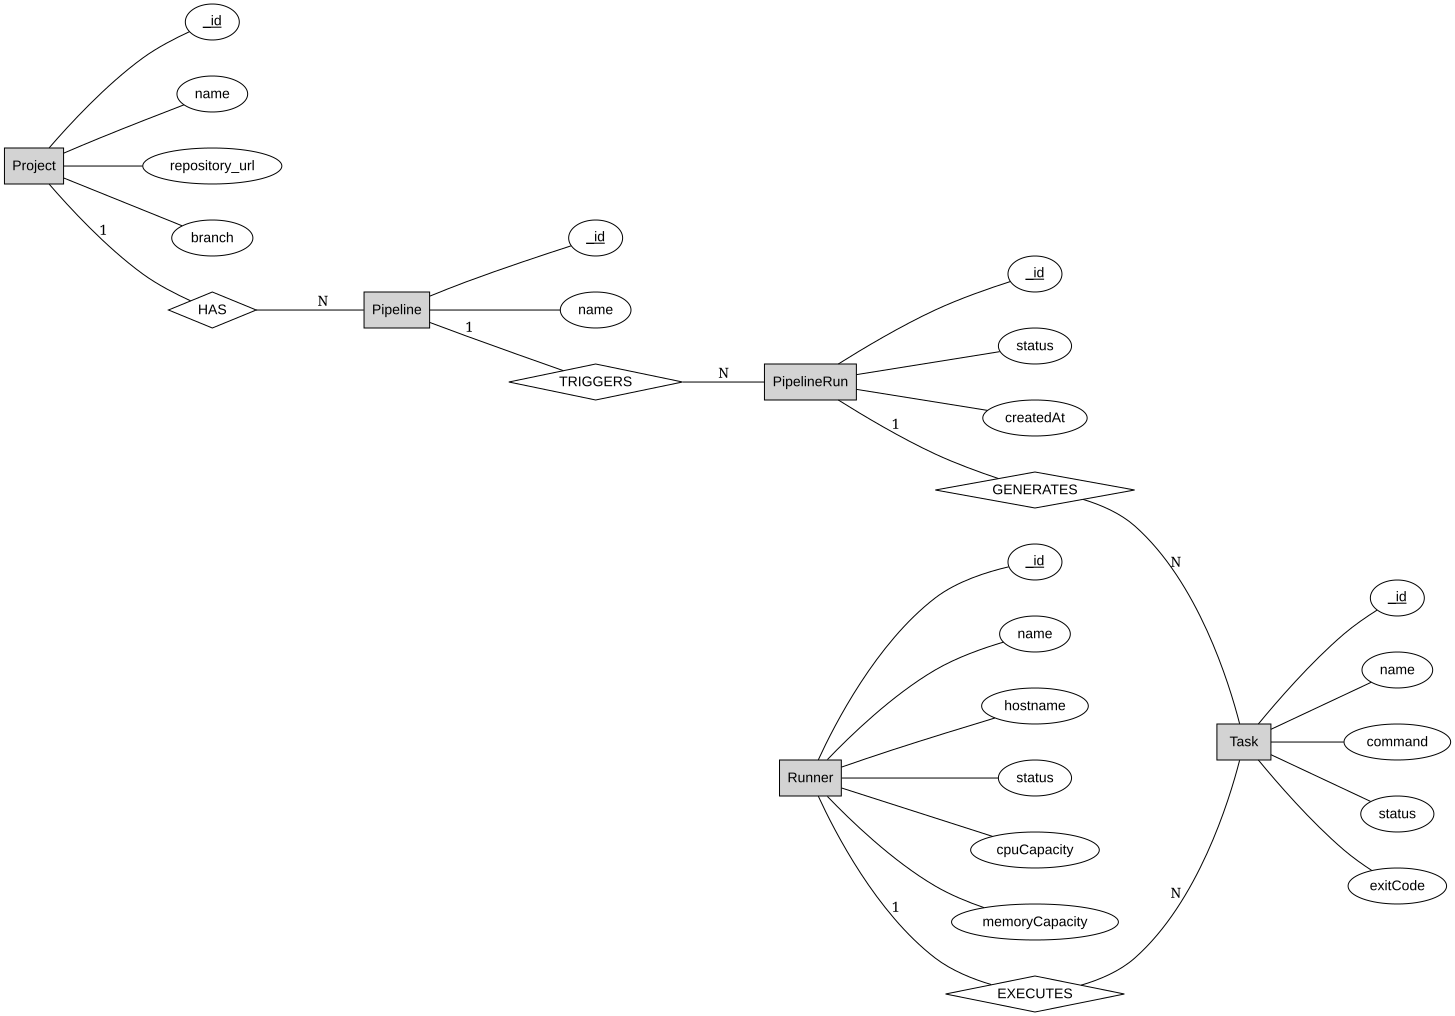 _id
name
Project
repository_url
branch
1
HAS
N
Pipeline
_id
name
1
TRIGGERS
N
PipelineRun
_id
status
createdAt
1
GENERATES
N
Runner
_id
name
hostname
status
cpuCapacity
memoryCapacity
1
EXECUTES
N
Task
_id
name
command
status
exitCode